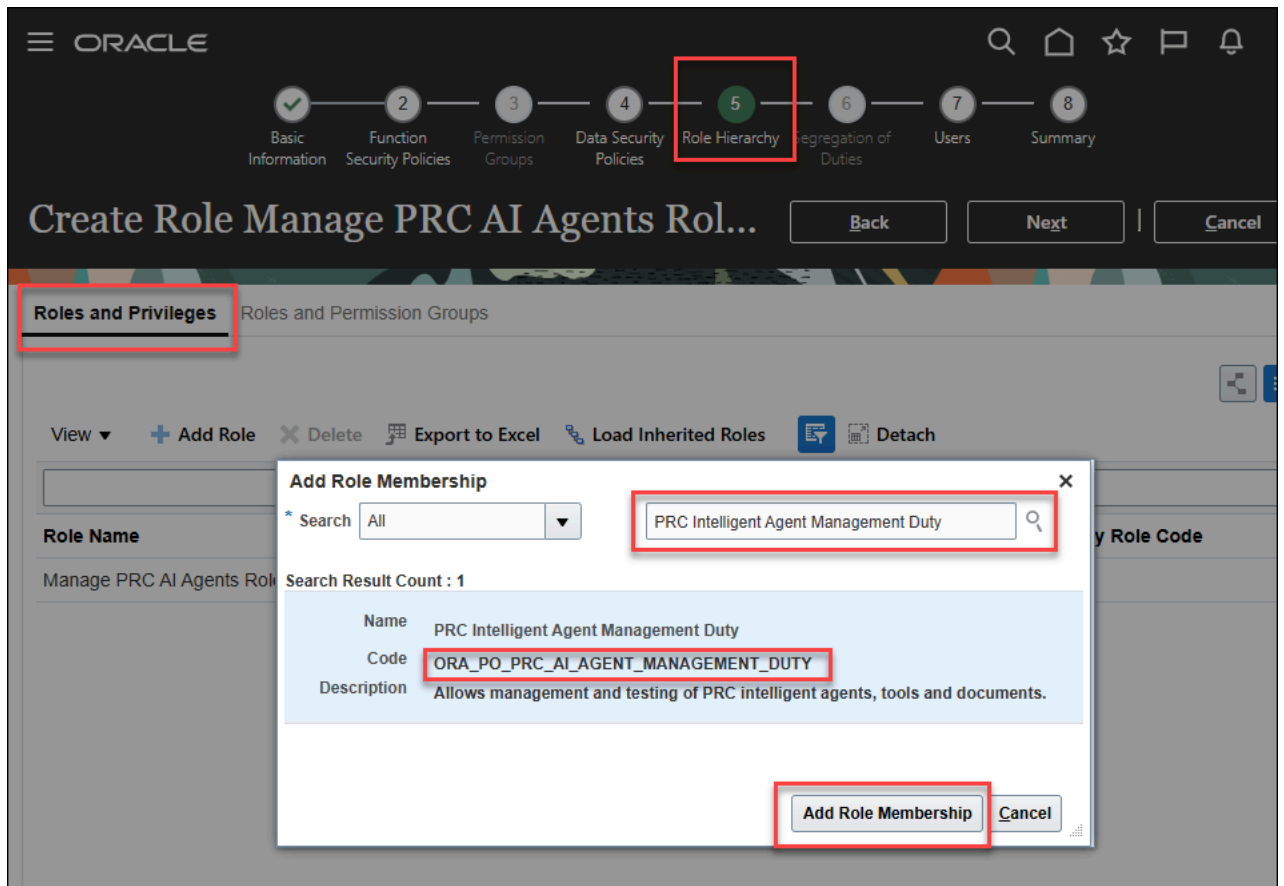 ORACLE
2 3 4 5 6 7 8
Basic Information
Function Security Policies
Permission Groups
Data Security Policies
Role Hierarchy
Segregation of Duties
Users
Summary
Create Role Manage PRC AI Agents Rol...
Back
Next
|
Cancel
Roles and Privileges
Roles and Permission Groups
View
Add Role
Delete
Export to Excel
Load Inherited Roles
Detach
Add Role Membership
* Search All
PRC Intelligent Agent Management Duty
Role Name
y Role Code
Manage PRC AI Agents Role
Search Result Count : 1
Name PRC Intelligent Agent Management Duty
Code ORA_PO_PRC_AI_AGENT_MANAGEMENT_DUTY
Description Allows management and testing of PRC intelligent agents, tools and documents.
Add Role Membership
Cancel